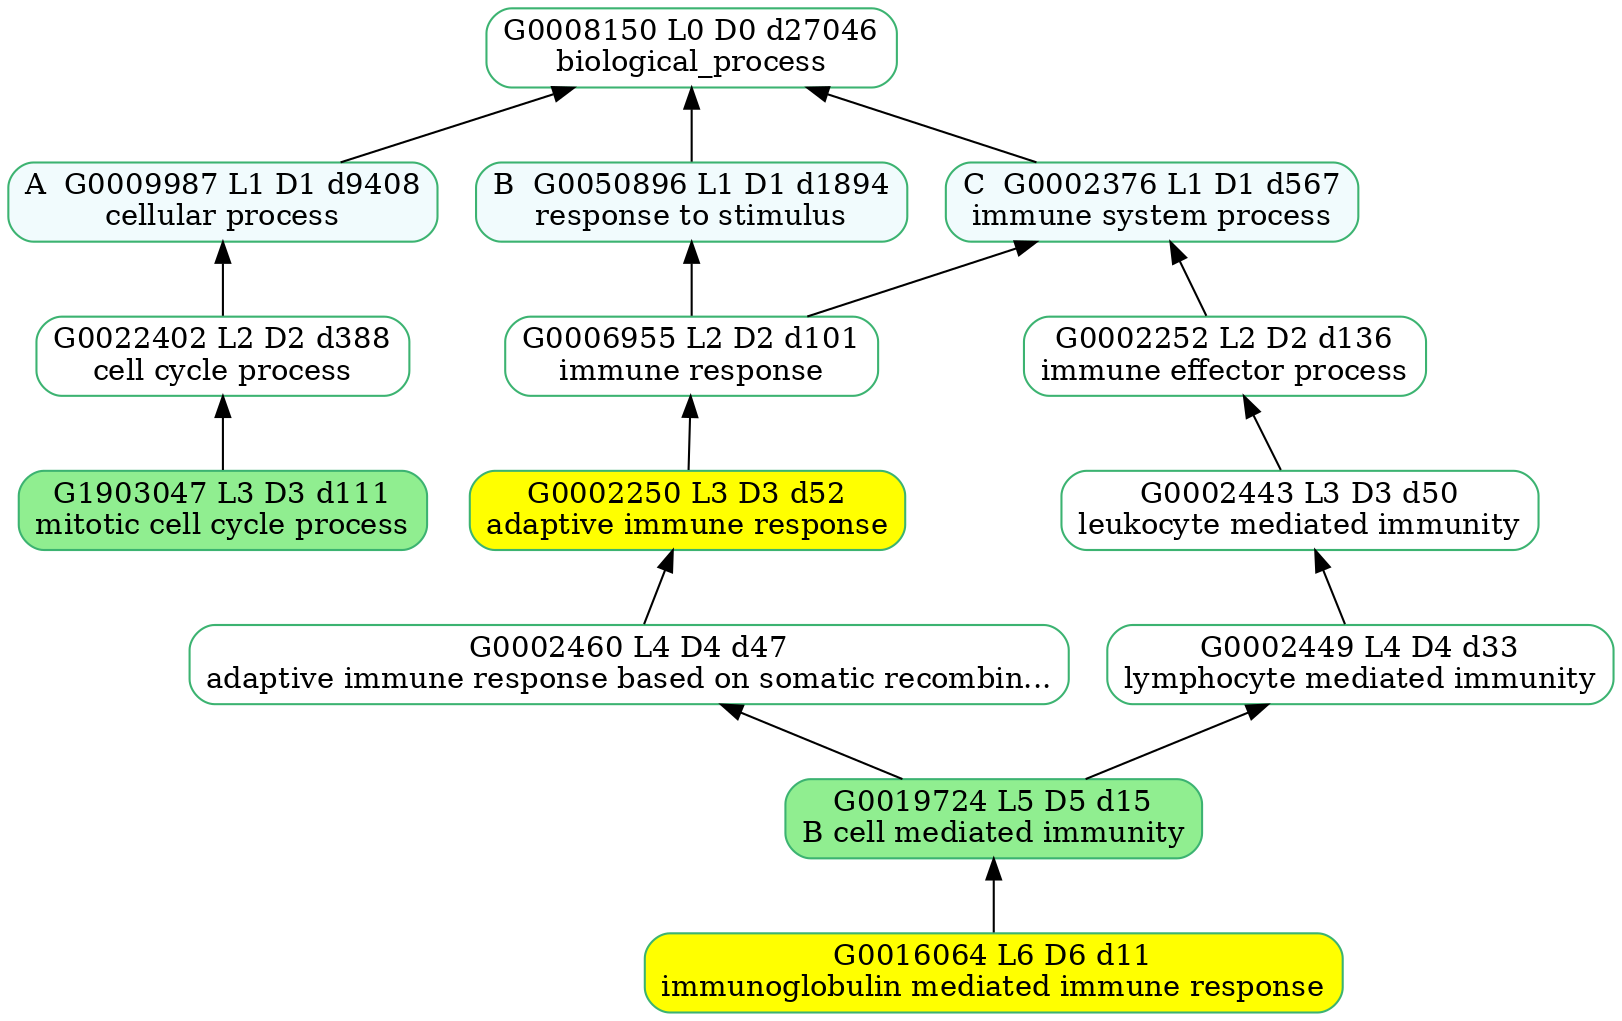 G0008150 L0 D0 d27046
biological_process
A  G0009987 L1 D1 d9408
cellular process
B  G0050896 L1 D1 d1894
response to stimulus
C  G0002376 L1 D1 d567
immune system process
G0022402 L2 D2 d388
cell cycle process
G0006955 L2 D2 d101
immune response
G0002252 L2 D2 d136
immune effector process
G1903047 L3 D3 d111
mitotic cell cycle process
G0002250 L3 D3 d52
adaptive immune response
G0002443 L3 D3 d50
leukocyte mediated immunity
G0002460 L4 D4 d47
adaptive immune response based on somatic recombin...
G0002449 L4 D4 d33
lymphocyte mediated immunity
G0019724 L5 D5 d15
B cell mediated immunity
G0016064 L6 D6 d11
immunoglobulin mediated immune response